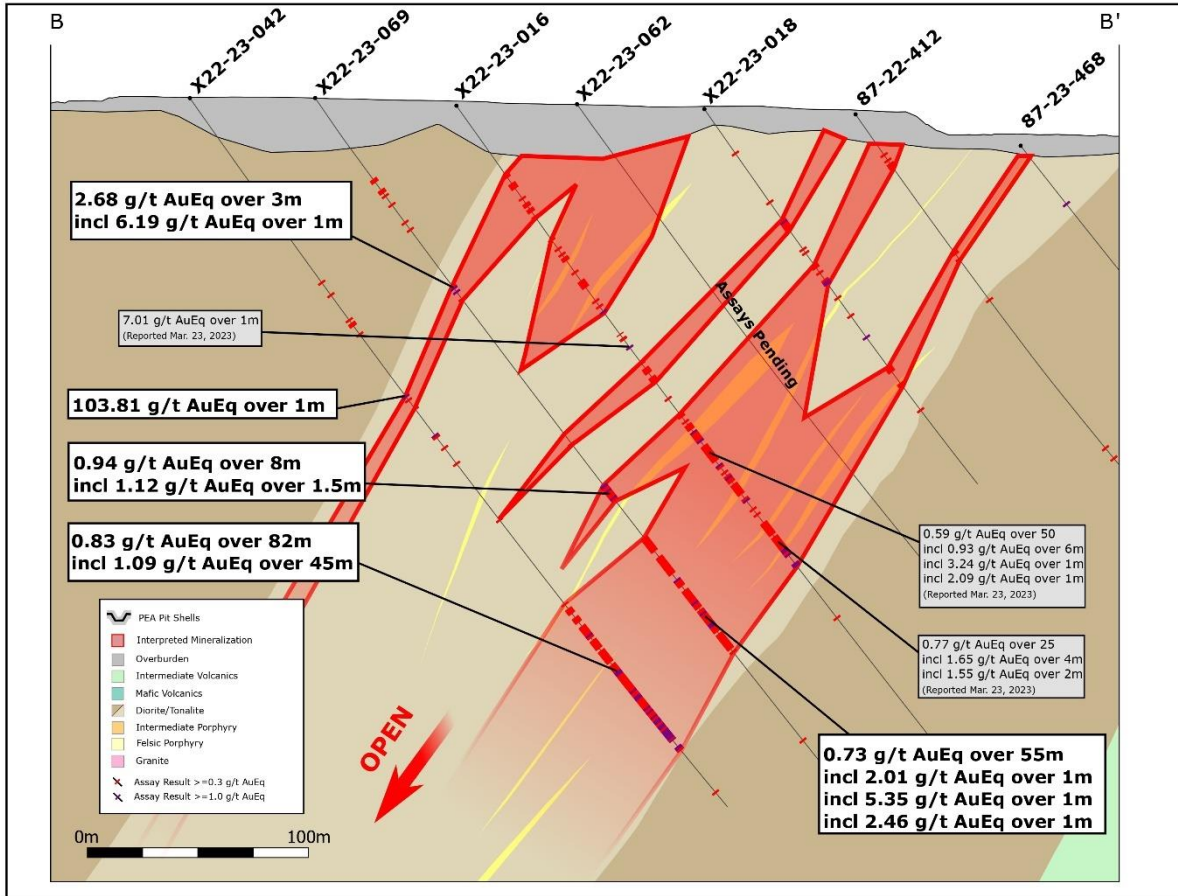 B
B'
X22-23-042
X22-23-069
X22-23-016
X22-23-062
X22-23-018
87-22-412
87-23-468
2.68 g/t AuEq over 3m
incl 6.19 g/t AuEq over 1m
7.01 g/t AuEq over 1m
(Reported Mar. 23, 2023)
103.81 g/t AuEq over 1m
0.94 g/t AuEq over 8m
incl 1.12 g/t AuEq over 1.5m
0.83 g/t AuEq over 82m
incl 1.09 g/t AuEq over 45m
Assays Pending
0.59 g/t AuEq over 50
incl 0.93 g/t AuEq over 6m
incl 3.24 g/t AuEq over 1m
incl 2.09 g/t AuEq over 1m
(Reported Mar. 23, 2023)
0.77 g/t AuEq over 25
incl 1.65 g/t AuEq over 4m
incl 1.55 g/t AuEq over 2m
(Reported Mar. 23, 2023)
0.73 g/t AuEq over 55m
incl 2.01 g/t AuEq over 1m
incl 5.35 g/t AuEq over 1m
incl 2.46 g/t AuEq over 1m
PEA Pit Shells
Interpreted Mineralization
Overburden
Intermediate Volcanics
Mafic Volcanics
Diorite/Tonalite
Intermediate Porphyry
Felsic Porphyry
Granite
Assay Result >=0.3 g/t AuEq
Assay Result >=1.0 g/t AuEq
OPEN
0m
100m